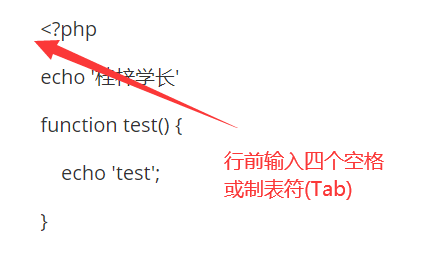 <?php
echo '桂梓学长'
function test() {
echo 'test';
}
行前输入四个空格
或制表符(Tab)